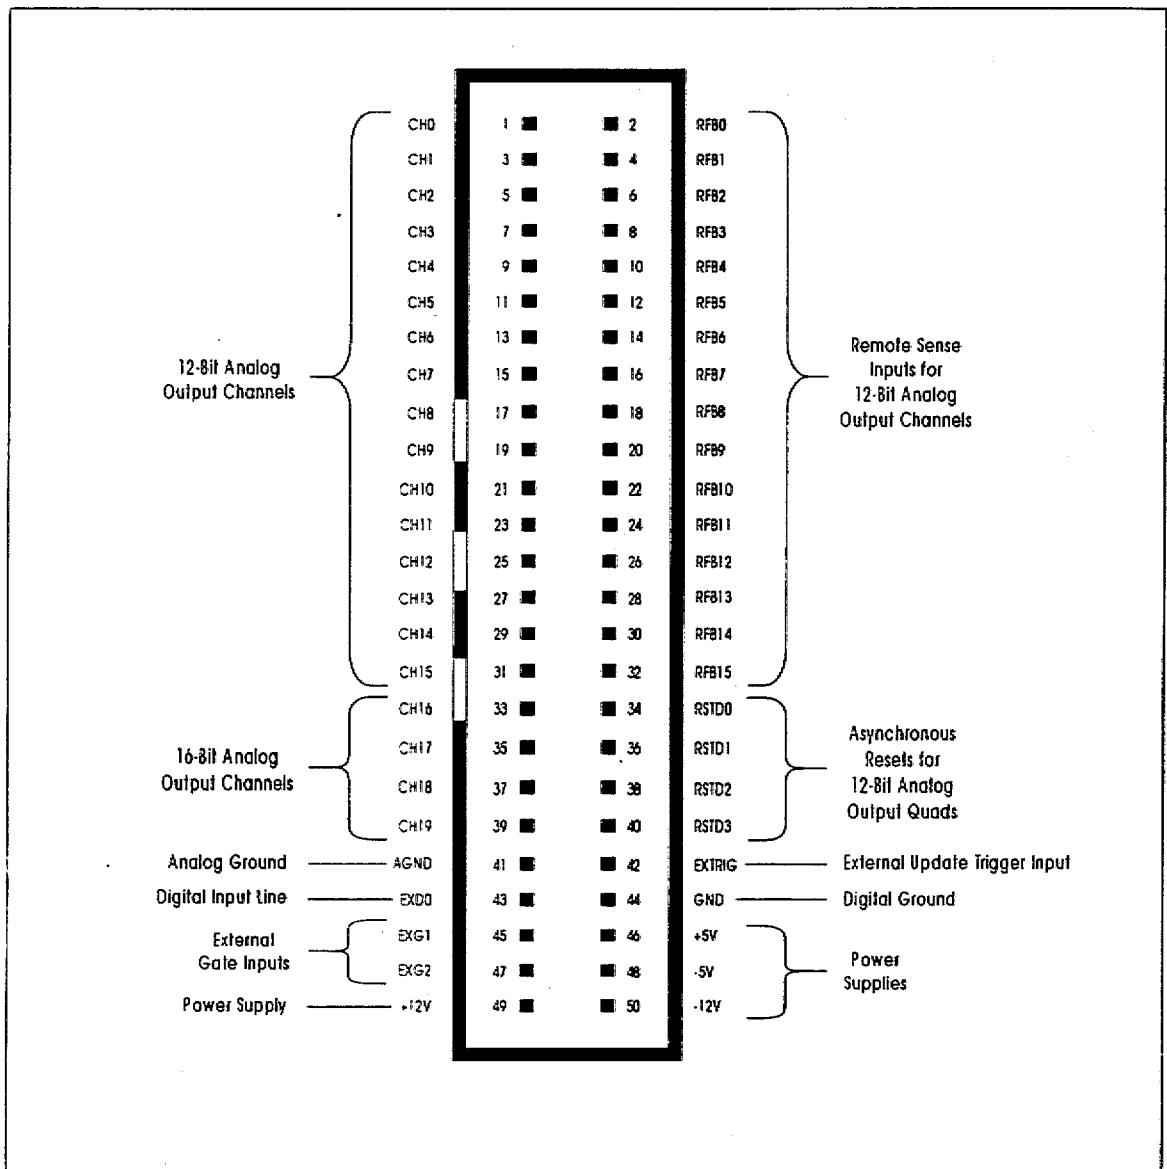 CH0 1 2 RFB0
CH1 3 4 RFB1
CH2 5 6 RFB2
CH3 7 8 RFB3
CH4 9 10 RFB4
CH5 11 12 RFB5
CH6 13 14 RFB6
CH7 15 16 RFB7
CH8 17 18 RFB8
CH9 19 20 RFB9
CH10 21 22 RFB10
CH11 23 24 RFB11
CH12 25 26 RFB12
CH13 27 28 RFB13
CH14 29 30 RFB14
CH15 31 32 RFB15
12-Bit Analog
Output Channels
Remote Sense
Inputs for
12-Bit Analog
Output Channels
CH16 33 34 RSTD0
CH17 35 36 RSTD1
CH18 37 38 RSTD2
CH19 39 40 RSTD3
16-Bit Analog
Output Channels
Asynchronous
Resets for
12-Bit Analog
Output Quads
Analog Ground AGND 41 42 EXTRIG External Update Trigger Input
Digital Input Line EXD0 43 44 GND Digital Ground
EXG1 45 46 +5V
EXG2 47 48 -5V
External
Gate Inputs
Power Supply +12V 49 50 -12V
Power
Supplies